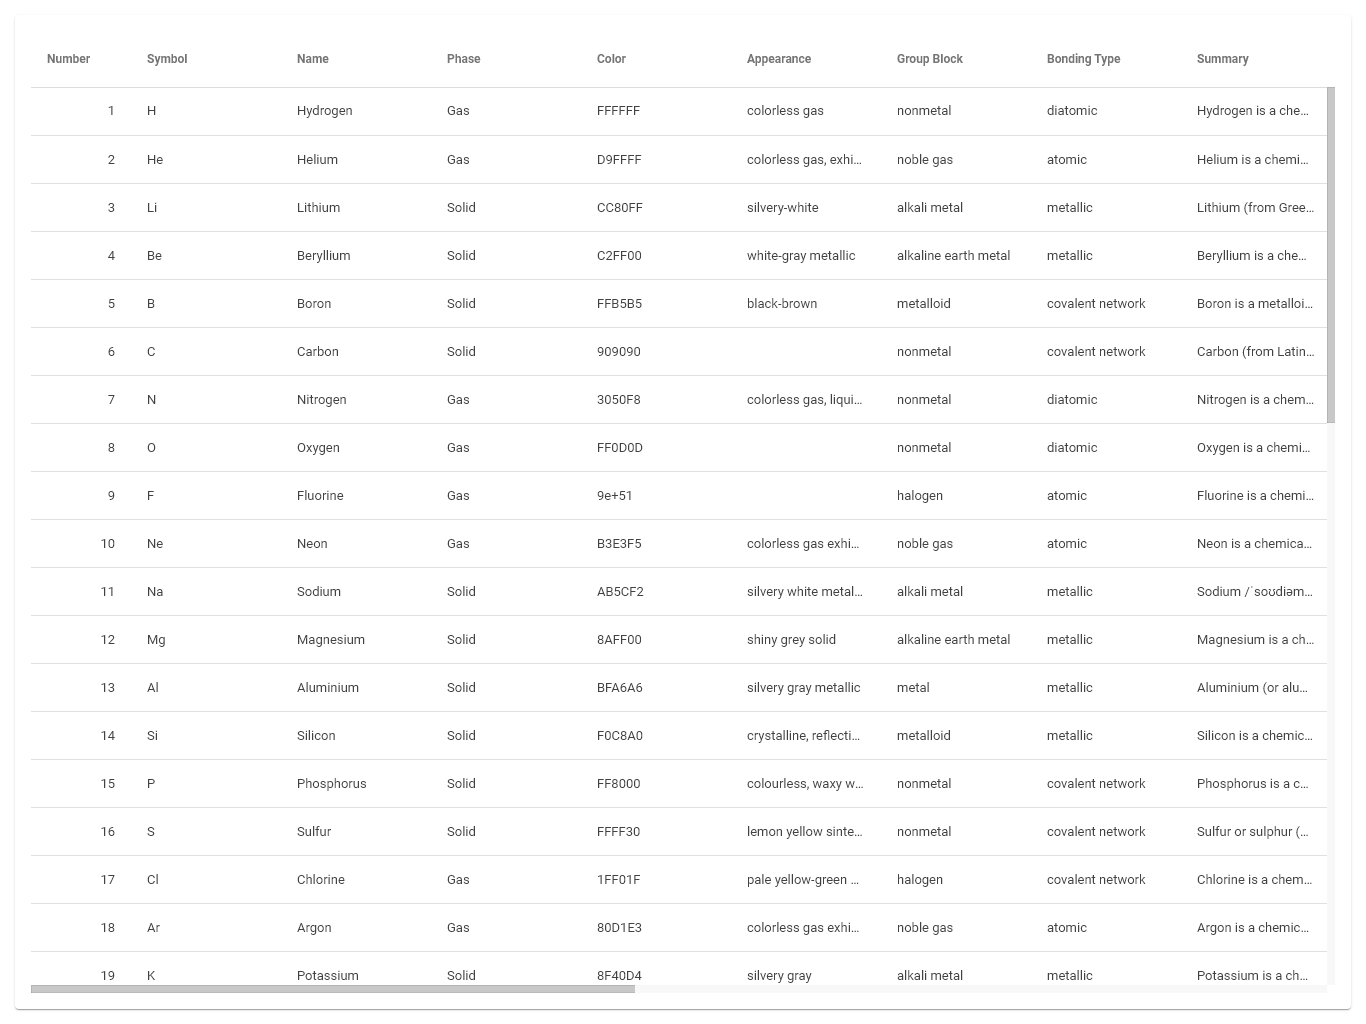 Number Symbol Name Phase Color Appearance Group Block Bonding Type Summary
1 H Hydrogen Gas FFFFFF colorless gas nonmetal diatomic Hydrogen is a che...
2 He Helium Gas D9FFFF colorless gas, exhi... noble gas atomic Helium is a chemi...
3 Li Lithium Solid CC80FF silvery-white alkali metal metallic Lithium (from Gree...
4 Be Beryllium Solid C2FF00 white-gray metallic alkaline earth metal metallic Beryllium is a che...
5 B Boron Solid FFB5B5 black-brown metalloid covalent network Boron is a metalloi...
6 C Carbon Solid 909090 nonmetal covalent network Carbon (from Latin...
7 N Nitrogen Gas 3050F8 colorless gas, liqui... nonmetal diatomic Nitrogen is a chem...
8 O Oxygen Gas FF0D0D nonmetal diatomic Oxygen is a chemi...
9 F Fluorine Gas 9e+51 halogen atomic Fluorine is a chemi...
10 Ne Neon Gas B3E3F5 colorless gas exhi... noble gas atomic Neon is a chemica...
11 Na Sodium Solid AB5CF2 silvery white metal... alkali metal metallic Sodium /ˈsoʊdiəm...
12 Mg Magnesium Solid 8AFF00 shiny grey solid alkaline earth metal metallic Magnesium is a ch...
13 Al Aluminium Solid BFA6A6 silvery gray metallic metal metallic Aluminium (or alu...
14 Si Silicon Solid F0C8A0 crystalline, reflecti... metalloid metallic Silicon is a chemic...
15 P Phosphorus Solid FF8000 colourless, waxy w... nonmetal covalent network Phosphorus is a c...
16 S Sulfur Solid FFFF30 lemon yellow sinte... nonmetal covalent network Sulfur or sulphur (...
17 Cl Chlorine Gas 1FF01F pale yellow-green ... halogen covalent network Chlorine is a chem...
18 Ar Argon Gas 80D1E3 colorless gas exhi... noble gas atomic Argon is a chemic...
19 K Potassium Solid 8F40D4 silvery gray alkali metal metallic Potassium is a ch...